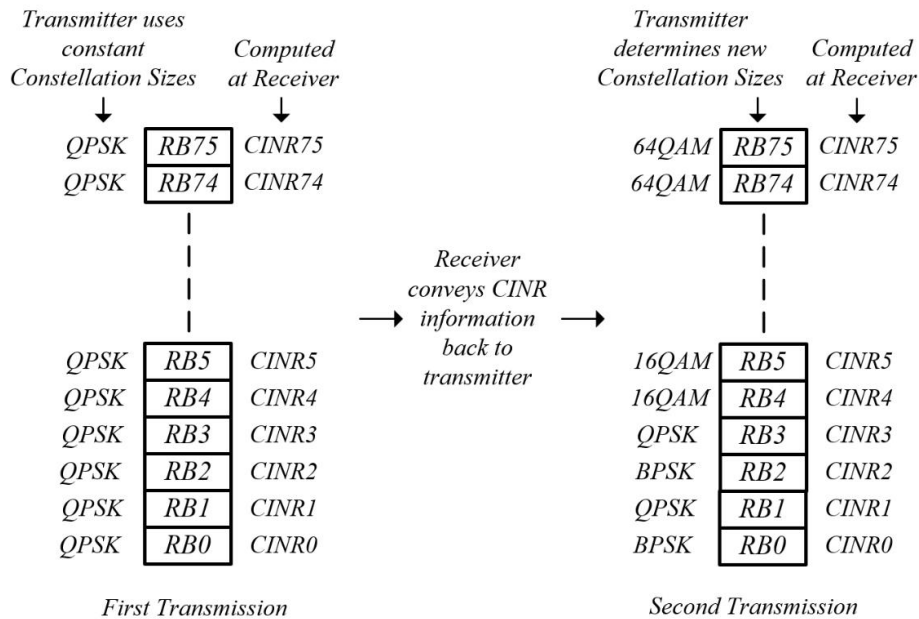 Transmitter uses
constant
Constellation Sizes
Computed
at Receiver
QPSK RB75 CINR75
QPSK RB74 CINR74
QPSK RB5 CINR5
QPSK RB4 CINR4
QPSK RB3 CINR3
QPSK RB2 CINR2
QPSK RB1 CINR1
QPSK RB0 CINR0
First Transmission
Receiver
conveys CINR
information
back to
transmitter
Transmitter
determines new
Constellation Sizes
Computed
at Receiver
64QAM RB75 CINR75
64QAM RB74 CINR74
16QAM RB5 CINR5
16QAM RB4 CINR4
QPSK RB3 CINR3
BPSK RB2 CINR2
QPSK RB1 CINR1
BPSK RB0 CINR0
Second Transmission